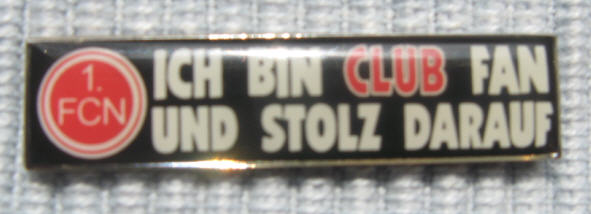 1.
FCN
ICH BIN CLUB FAN
UND STOLZ DARAUF